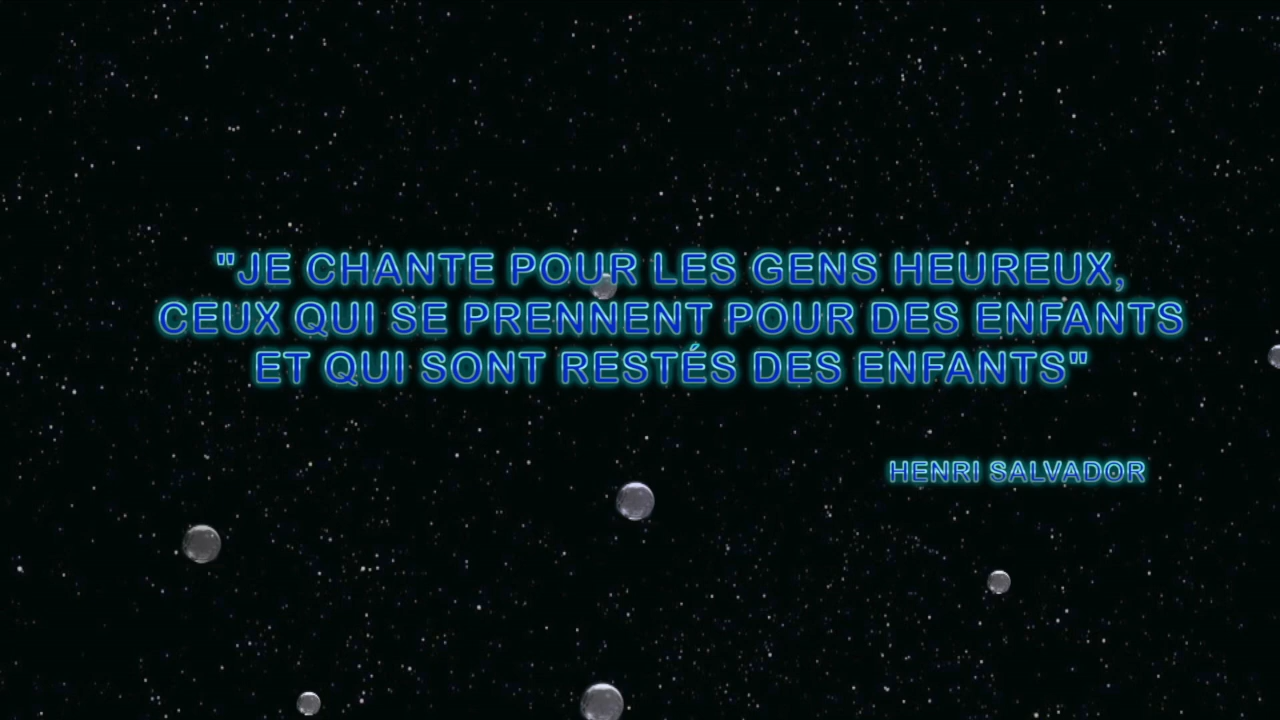 "JE CHANTE POUR LES GENS HEUREUX,
CEUX QUI SE PRENNENT POUR DES ENFANTS
ET QUI SONT RESTÉS DES ENFANTS"
HENRI SALVADOR